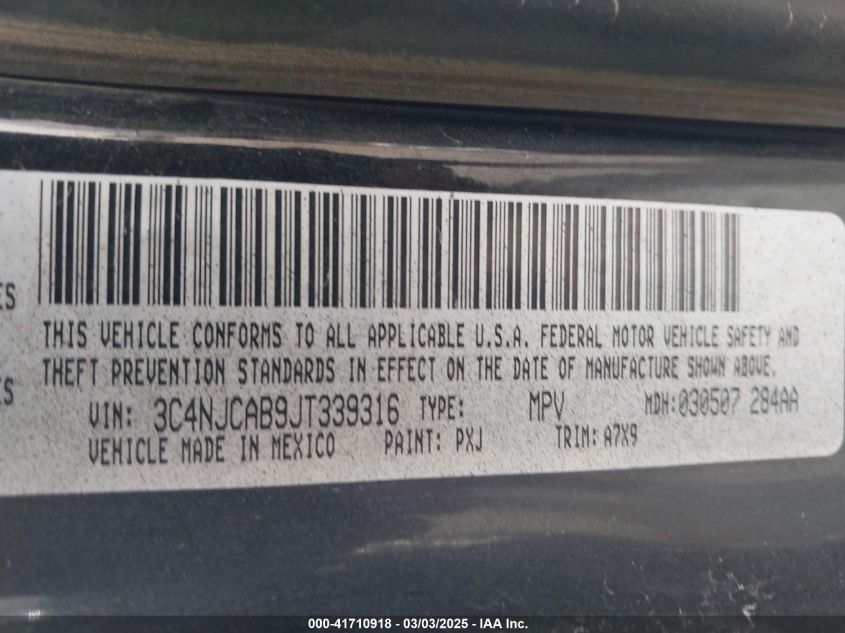 ES
THIS VEHICLE CONFORMS TO ALL APPLICABLE U.S.A. FEDERAL MOTOR VEHICLE SAFETY AND
THEFT PREVENTION STANDARDS IN EFFECT ON THE DATE OF MANUFACTURE SHOWN ABOVE.
ES
VIN: 3C4NJCAB9JT339316 TYPE: MPV MDH:030507 284AA
VEHICLE MADE IN MEXICO PAINT: PXJ TRIM: A7X9
000-41710918 - 03/03/2025 - IAA Inc.